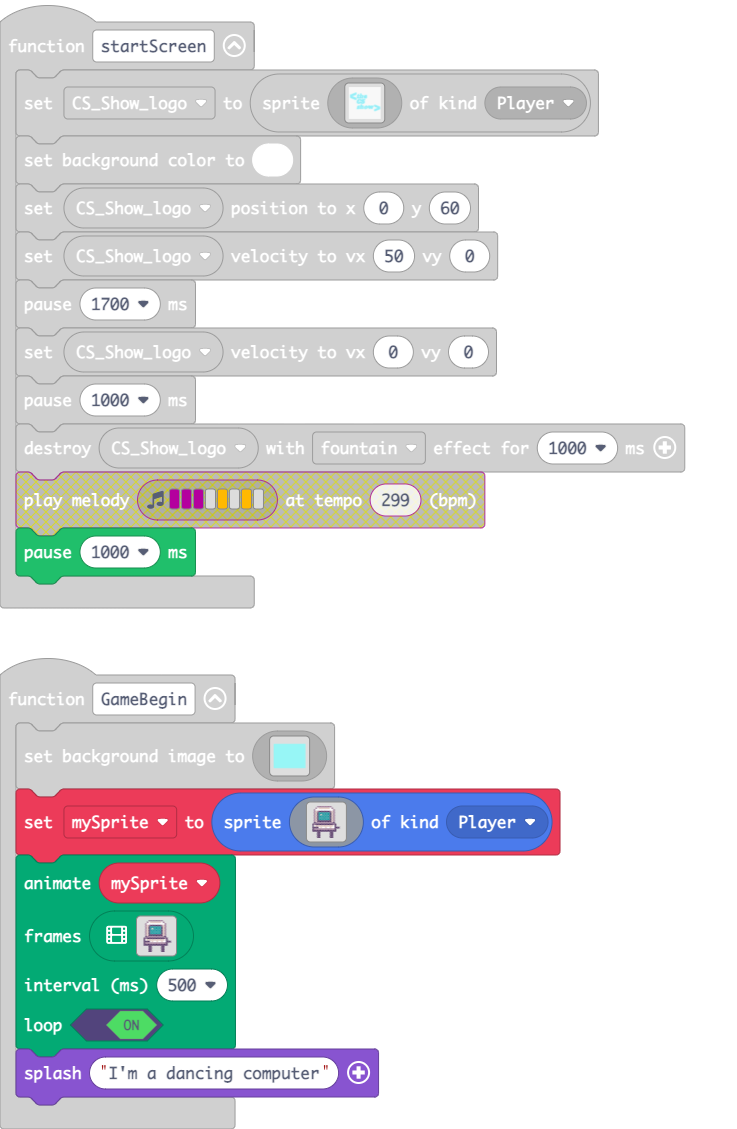 function startScreen
set CS_Show_logo to sprite of kind Player
set background color to
set CS_Show_logo position to x 0 y 60
set CS_Show_logo velocity to vx 50 vy 0
pause 1700 ms
set CS_Show_logo velocity to vx 0 vy 0
pause 1000 ms
destroy CS_Show_logo with fountain effect for 1000 ms
play melody at tempo 299 (bpm)
pause 1000 ms
function GameBegin
set background image to
set mySprite to sprite of kind Player
animate mySprite
frames
interval (ms) 500
loop ON
splash "I'm a dancing computer"